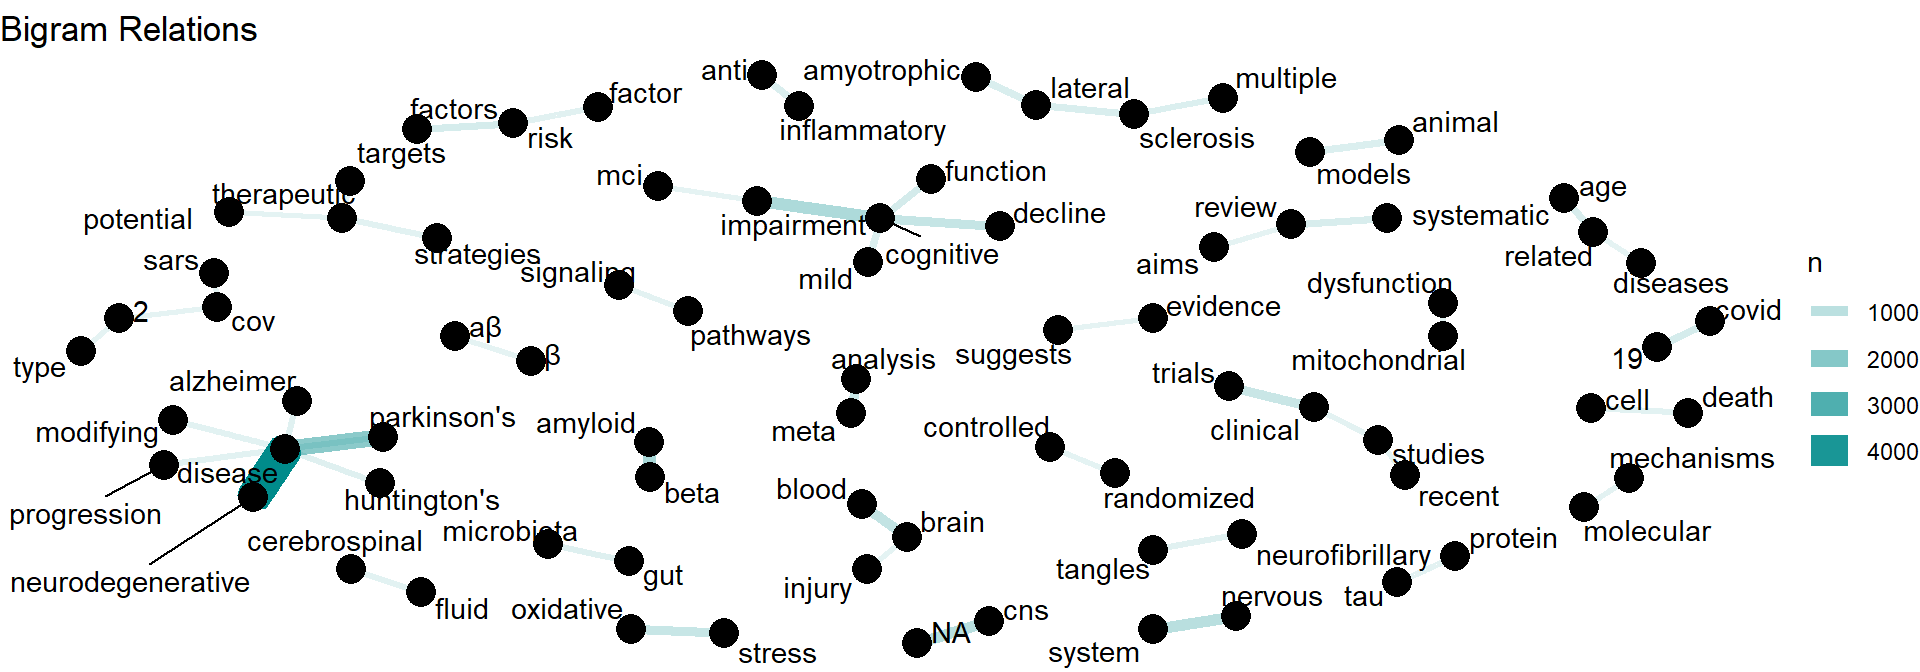 Bigram Relations
anti
amyotrophic
multiple
factor
lateral
factors
risk
inflammatory
sclerosis
animal
targets
models
function
mci
therapeutic
age
potential
impairment
decline
review
systematic
strategies
cognitive
related
sars
signaling
mild
aims
n
dysfunction
diseases
2
cov
evidence
covid
1000
aβ
pathways
type
β
suggests
mitochondrial
19
2000
analysis
alzheimer
trials
cell
death
3000
modifying
parkinson's
amyloid
meta
controlled
clinical
4000
disease
studies
mechanisms
progression
huntington's
beta
blood
randomized
recent
microbiota
brain
molecular
cerebrospinal
protein
neurodegenerative
gut
injury
tangles
neurofibrillary
fluid
oxidative
NA
cns
nervous
tau
stress
system